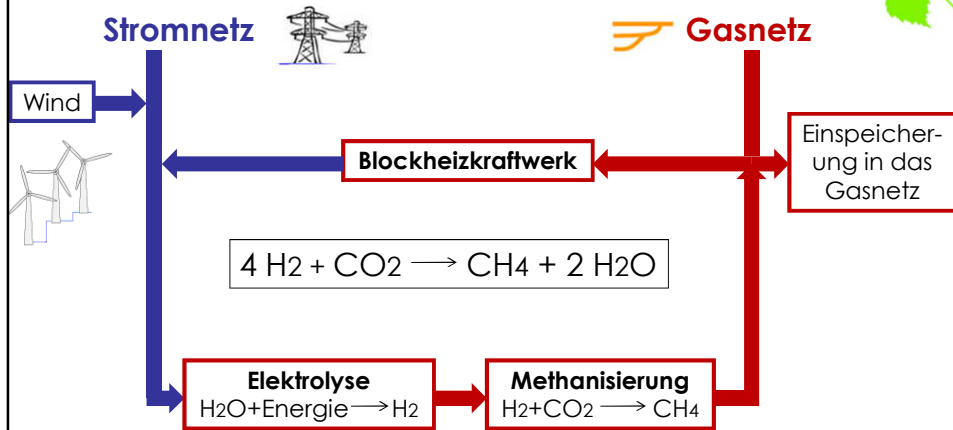 Stromnetz
Gasnetz
Wind
Blockheizkraftwerk
Einspeicher-
ung in das
Gasnetz
4 H2 + CO2 ⟶ CH4 + 2 H2O
Elektrolyse
H2O+Energie⟶H2
Methanisierung
H2+CO2 ⟶ CH4